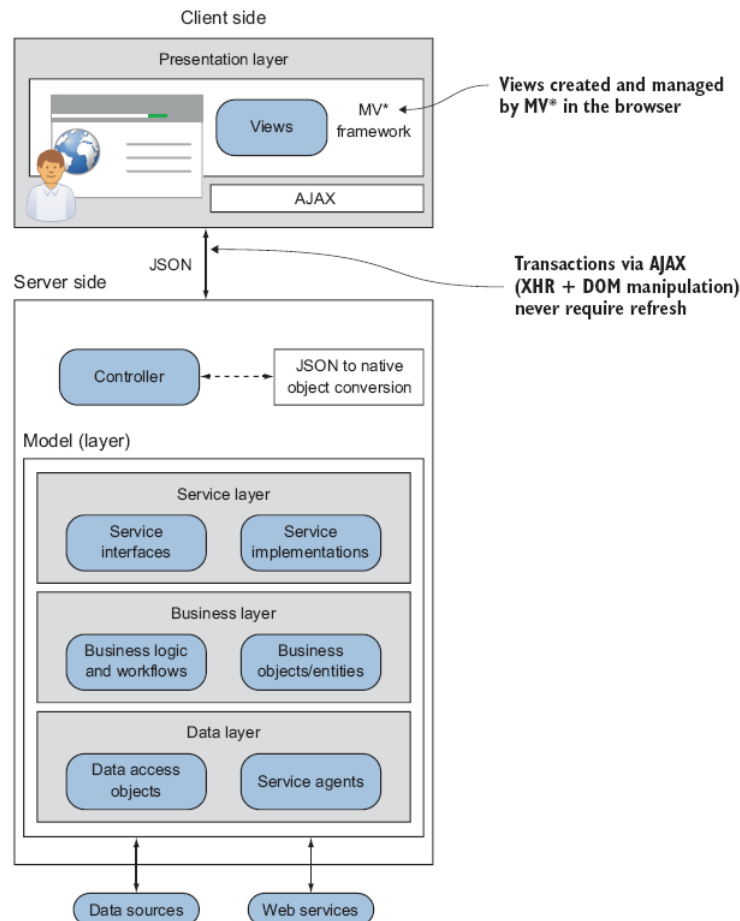 Client side
Presentation layer
Views
MV*
framework
AJAX
Views created and managed
by MV* in the browser
JSON
Transactions via AJAX
(XHR + DOM manipulation)
never require refresh
Server side
Controller
JSON to native
object conversion
Model (layer)
Service layer
Service
interfaces
Service
implementations
Business layer
Business logic
and workflows
Business
objects/entities
Data layer
Data access
objects
Service agents
Data sources
Web services